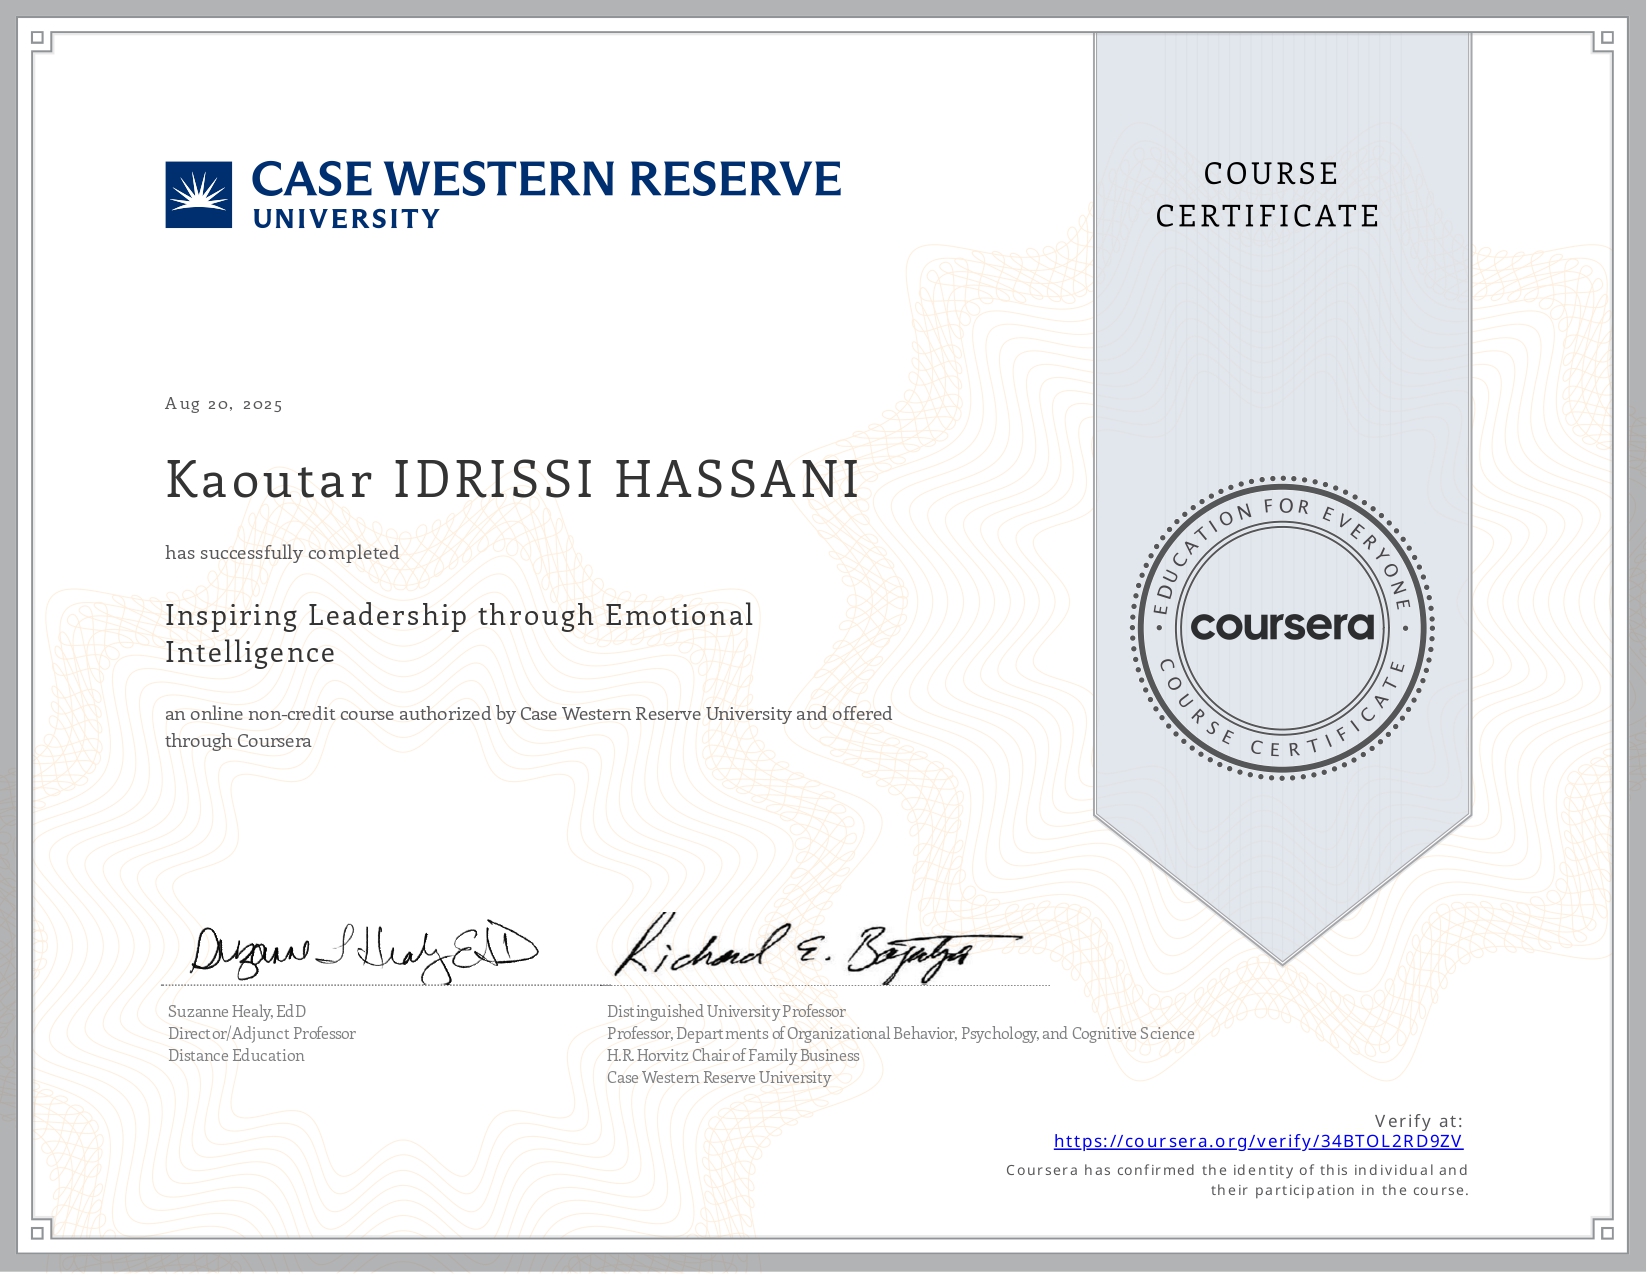 CASE WESTERN RESERVE
UNIVERSITY
COURSE
CERTIFICATE
Aug 20, 2025
Kaoutar IDRISSI HASSANI
has successfully completed
Inspiring Leadership through Emotional
Intelligence
an online non-credit course authorized by Case Western Reserve University and offered
through Coursera
• EDUCATION FOR EVERYONE •
coursera
COURSE CERTIFICATE
Suzanne Healy EdD
Richard E. Boyatzis
Suzanne Healy, EdD
Director/Adjunct Professor
Distance Education
Distinguished University Professor
Professor, Departments of Organizational Behavior, Psychology, and Cognitive Science
H.R. Horvitz Chair of Family Business
Case Western Reserve University
Verify at:
https://coursera.org/verify/34BTOL2RD9ZV
Coursera has confirmed the identity of this individual and
their participation in the course.